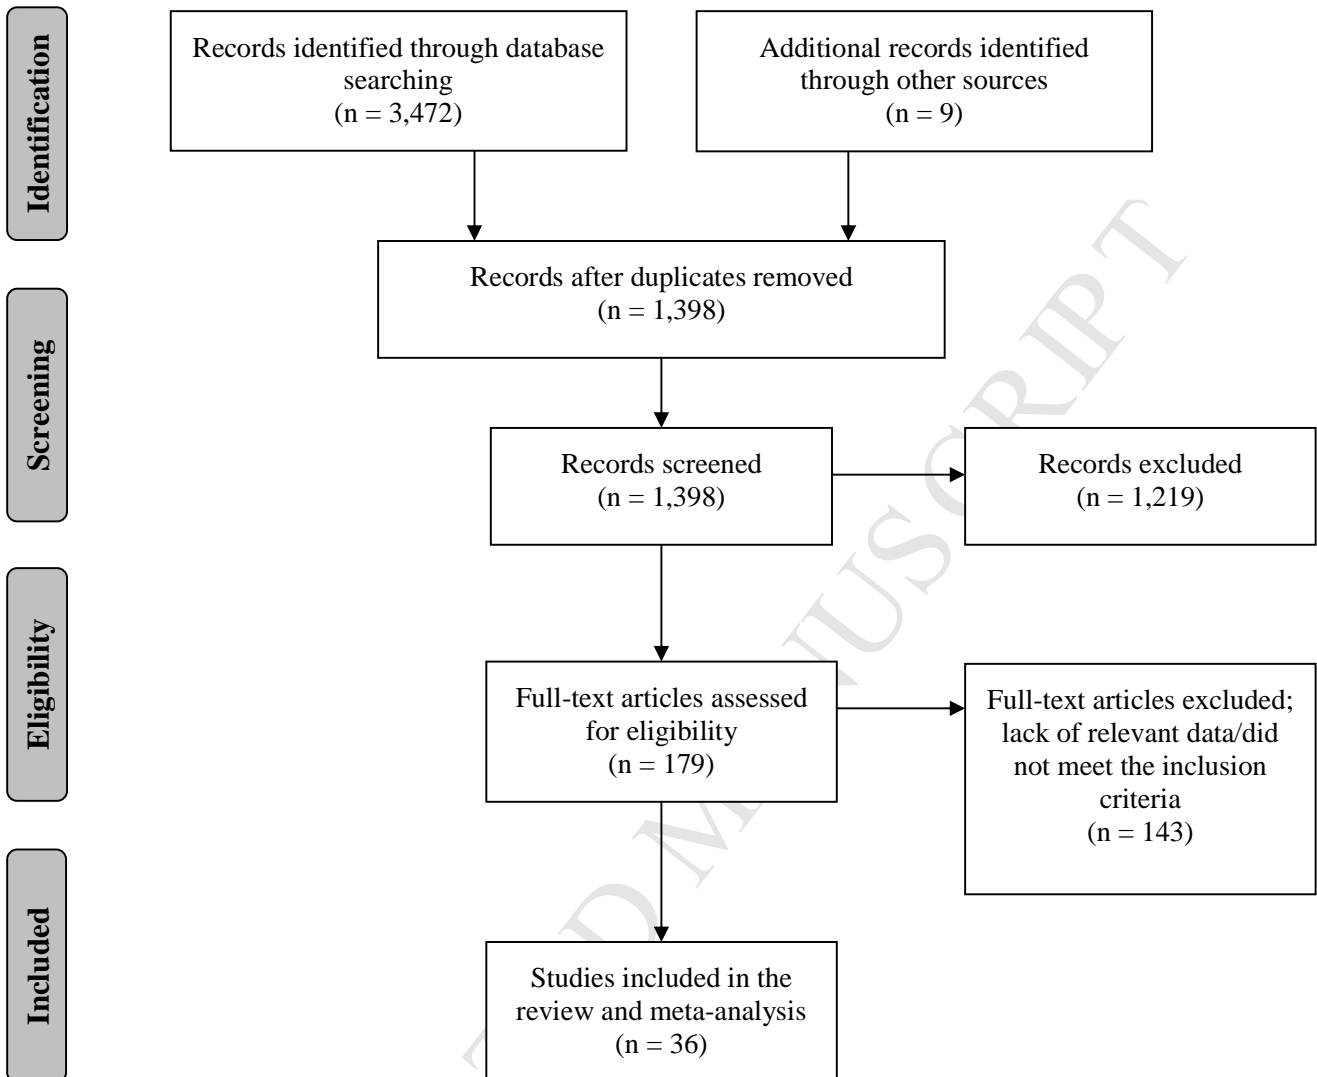 Identification
Records identified through database
searching
(n = 3,472)
Additional records identified
through other sources
(n = 9)
Records after duplicates removed
(n = 1,398)
Screening
Records screened
(n = 1,398)
Records excluded
(n = 1,219)
Eligibility
Full-text articles assessed
for eligibility
(n = 179)
Full-text articles excluded;
lack of relevant data/did
not meet the inclusion
criteria
(n = 143)
Included
Studies included in the
review and meta-analysis
(n = 36)